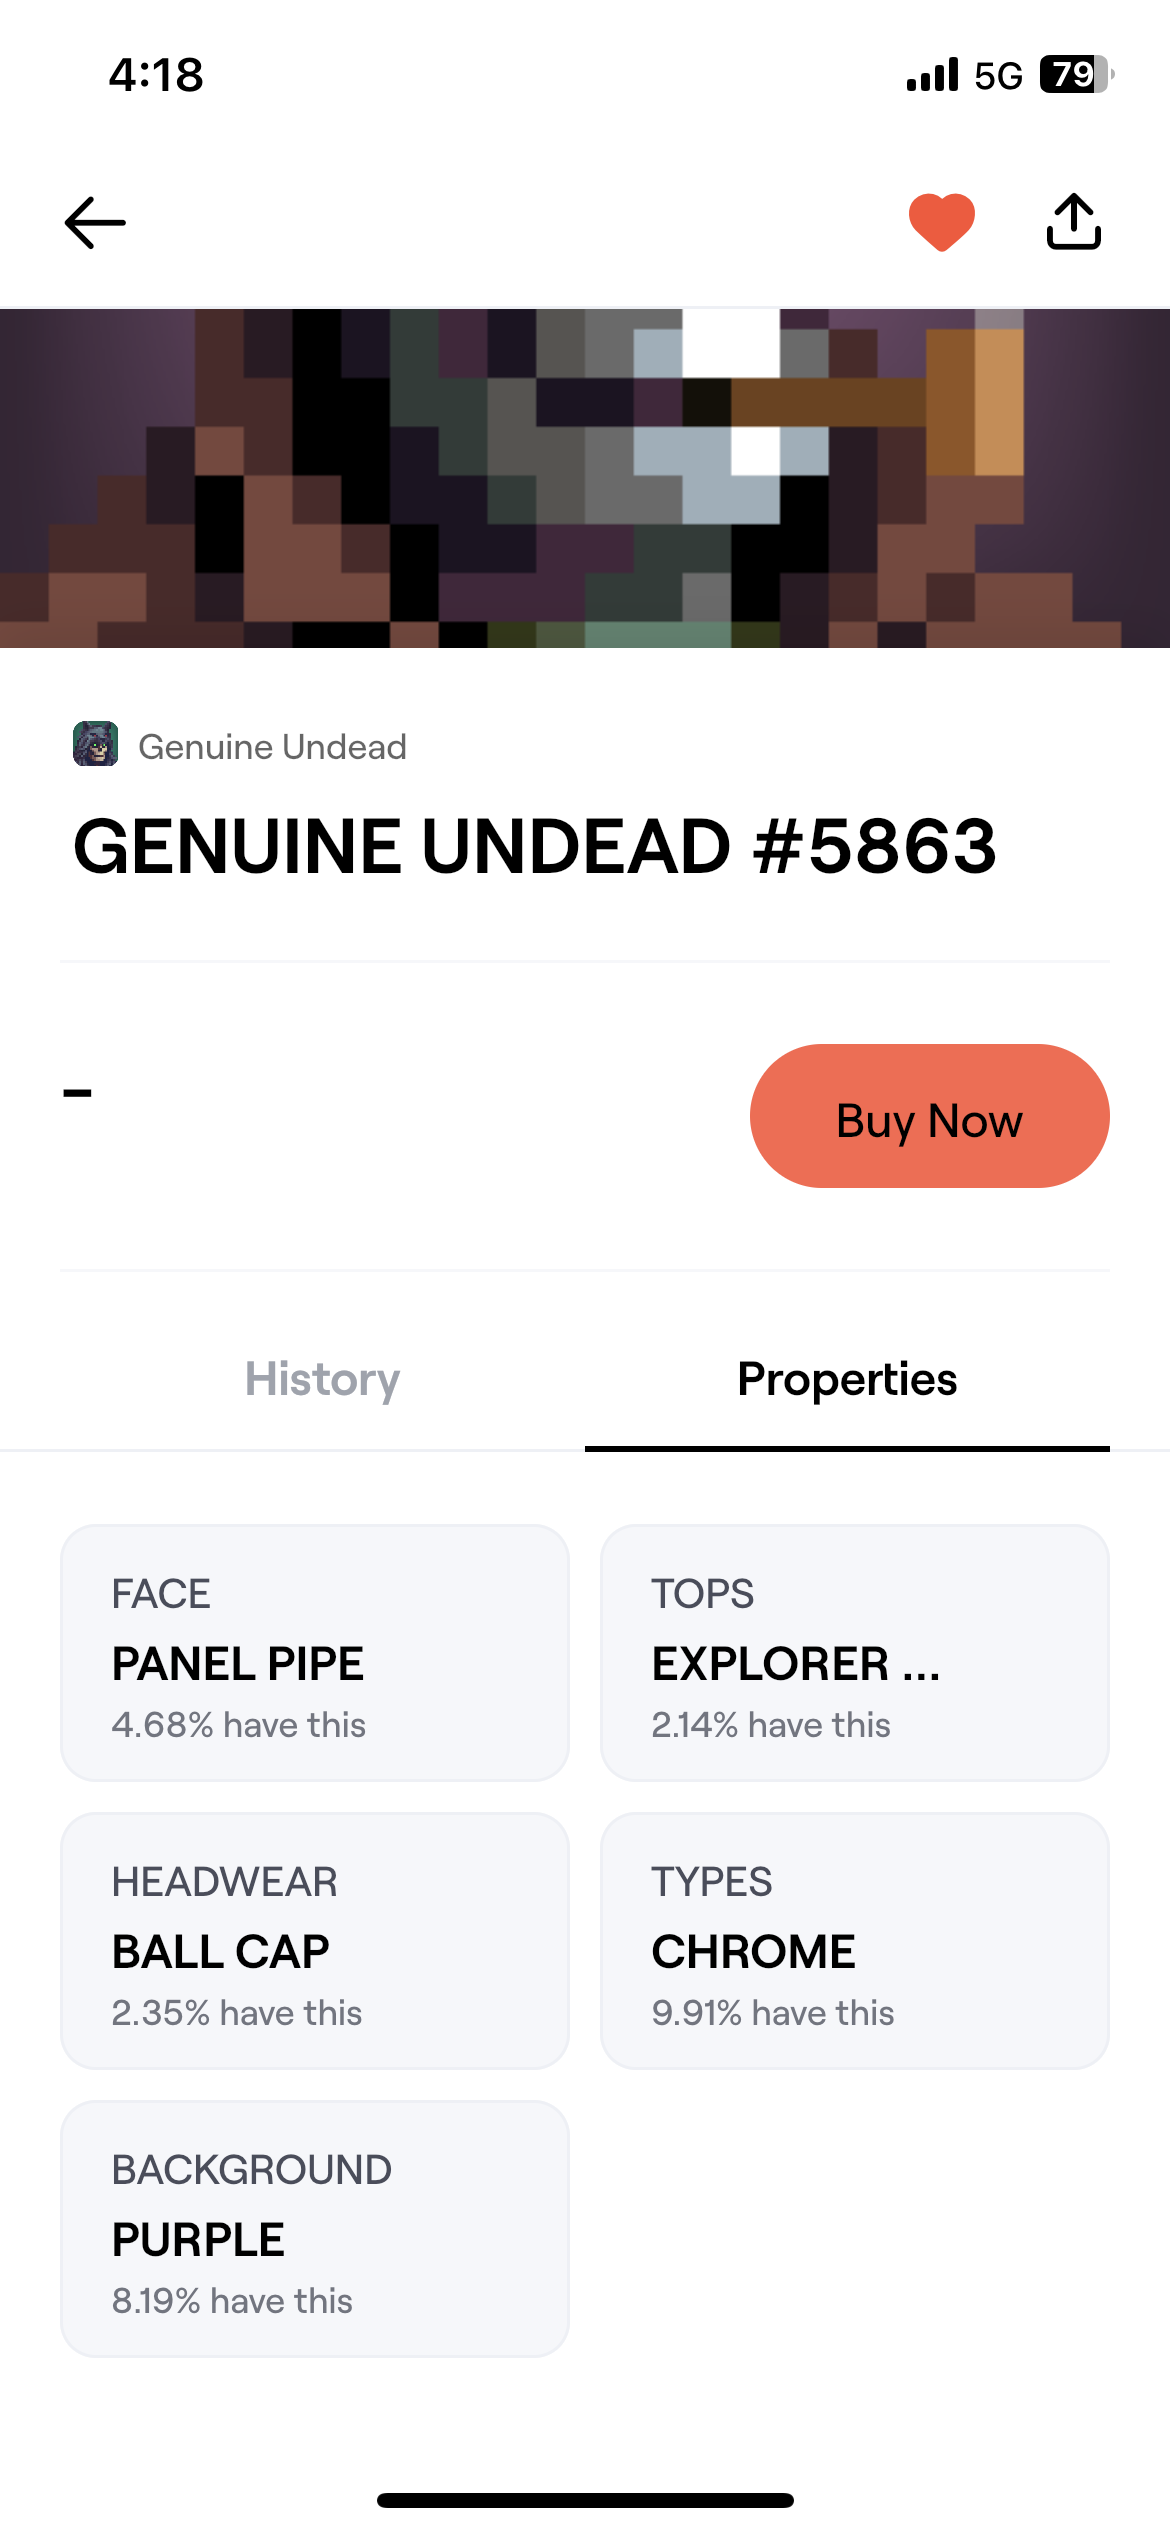 4:18
5G
79
Genuine Undead
GENUINE UNDEAD #5863
–
Buy Now
History
Properties
FACE
PANEL PIPE
4.68% have this
TOPS
EXPLORER ...
2.14% have this
HEADWEAR
BALL CAP
2.35% have this
TYPES
CHROME
9.91% have this
BACKGROUND
PURPLE
8.19% have this